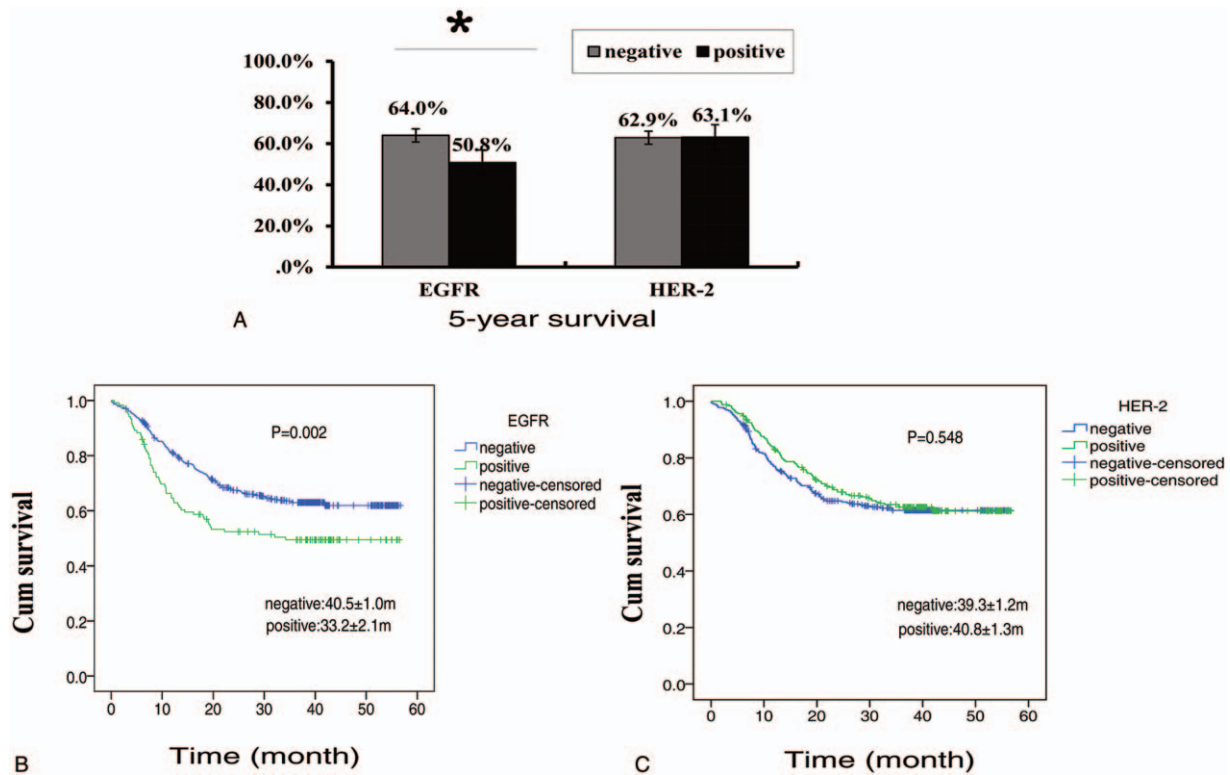 *
negative positive
100.0%
80.0%
60.0%
40.0%
20.0%
.0%
64.0%
50.8%
62.9%
63.1%
EGFR HER-2
A 5-year survival
1.0
0.8
0.6
0.4
0.2
0.0
Cum survival
P=0.002
negative:40.5±1.0m
positive:33.2±2.1m
0 10 20 30 40 50 60
EGFR
negative
positive
negative-censored
positive-censored
B Time (month)
1.0
0.8
0.6
0.4
0.2
0.0
Cum survival
P=0.548
negative:39.3±1.2m
positive:40.8±1.3m
0 10 20 30 40 50 60
HER-2
negative
positive
negative-censored
positive-censored
C Time (month)